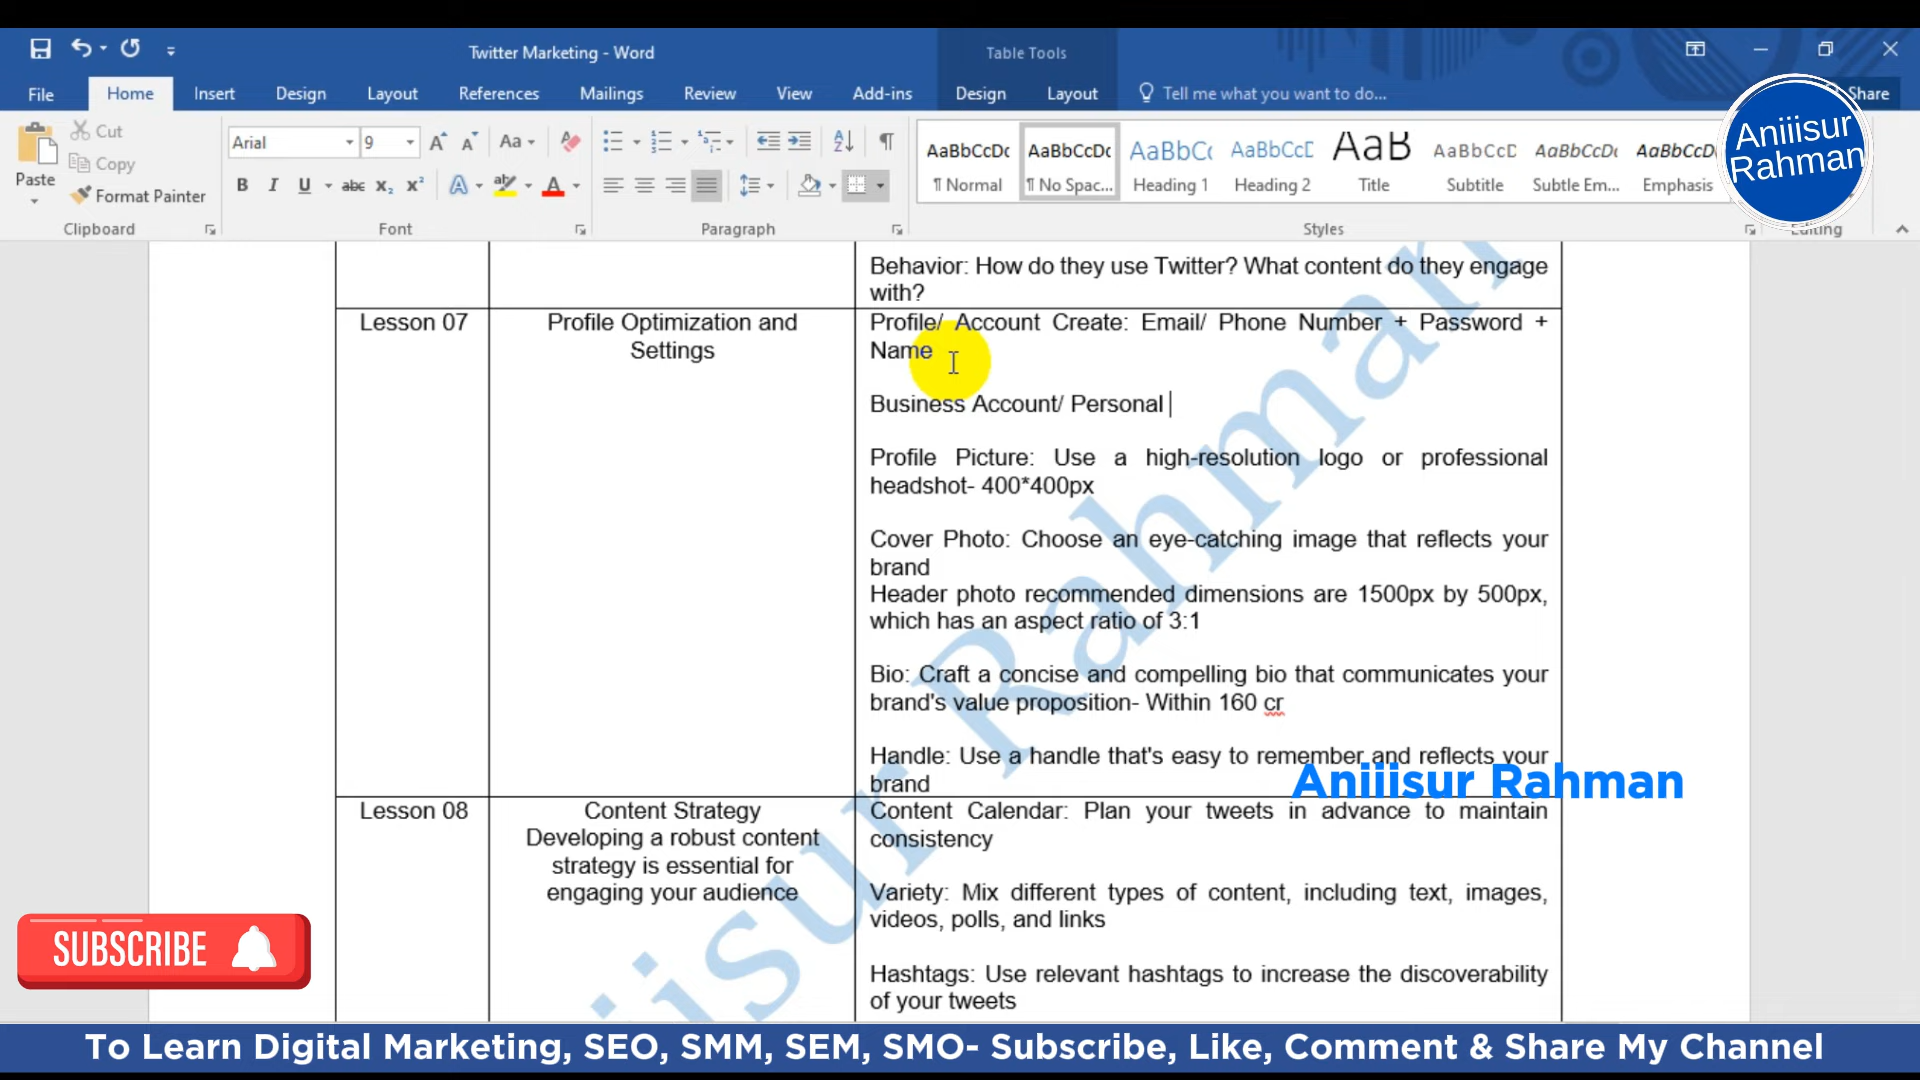 Twitter Marketing - Word
Table Tools
File Home Insert Design Layout References Mailings Review View Add-ins Design Layout Tell me what you want to do... Share
Cut
Copy
Format Painter
Paste
Arial 9
AaBbCcDc AaBbCcDc AaBbCc AaBbCcC AaB AaBbCcD AaBbCcDc AaBbCcDc
¶ Normal ¶ No Spac... Heading 1 Heading 2 Title Subtitle Subtle Em... Emphasis
Clipboard Font Paragraph Styles Editing
Aniiisur
Rahman
Behavior: How do they use Twitter? What content do they engage
with?
Lesson 07
Profile Optimization and
Settings
Profile/ Account Create: Email/ Phone Number + Password +
Name
Business Account/ Personal
Profile Picture: Use a high-resolution logo or professional
headshot- 400*400px
Cover Photo: Choose an eye-catching image that reflects your
brand
Header photo recommended dimensions are 1500px by 500px,
which has an aspect ratio of 3:1
Bio: Craft a concise and compelling bio that communicates your
brand's value proposition- Within 160 cr
Handle: Use a handle that's easy to remember and reflects your
brand
Aniiisur Rahman
Lesson 08
Content Strategy
Developing a robust content
strategy is essential for
engaging your audience
Content Calendar: Plan your tweets in advance to maintain
consistency
Variety: Mix different types of content, including text, images,
videos, polls, and links
Hashtags: Use relevant hashtags to increase the discoverability
of your tweets
iisur Rahman
SUBSCRIBE
To Learn Digital Marketing, SEO, SMM, SEM, SMO- Subscribe, Like, Comment & Share My Channel